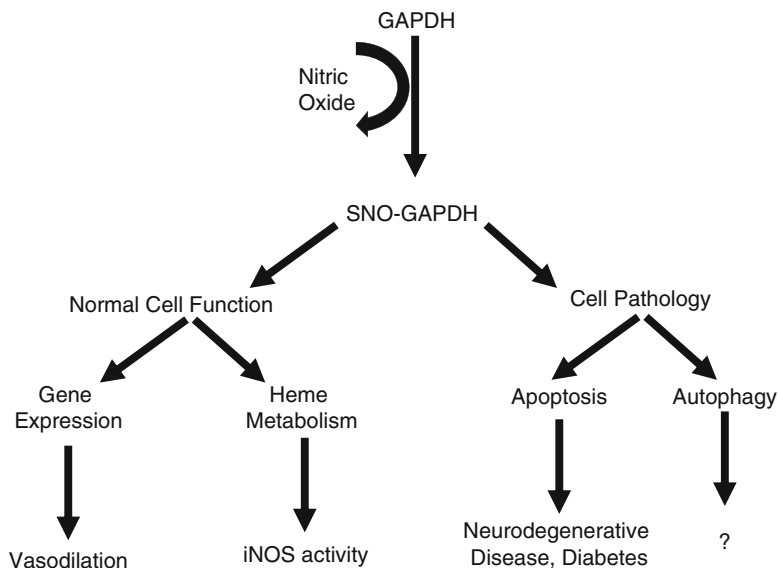 GAPDH
Nitric
Oxide
SNO-GAPDH
Normal Cell Function
Cell Pathology
Gene
Expression
Heme
Metabolism
Apoptosis
Autophagy
Vasodilation
iNOS activity
Neurodegenerative
Disease, Diabetes
?